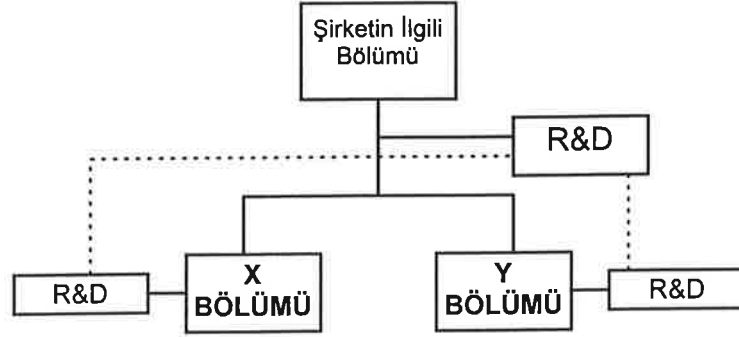 Şirketin İlgili
Bölümü
R&D
R&D
X
BÖLÜMÜ
Y
BÖLÜMÜ
R&D